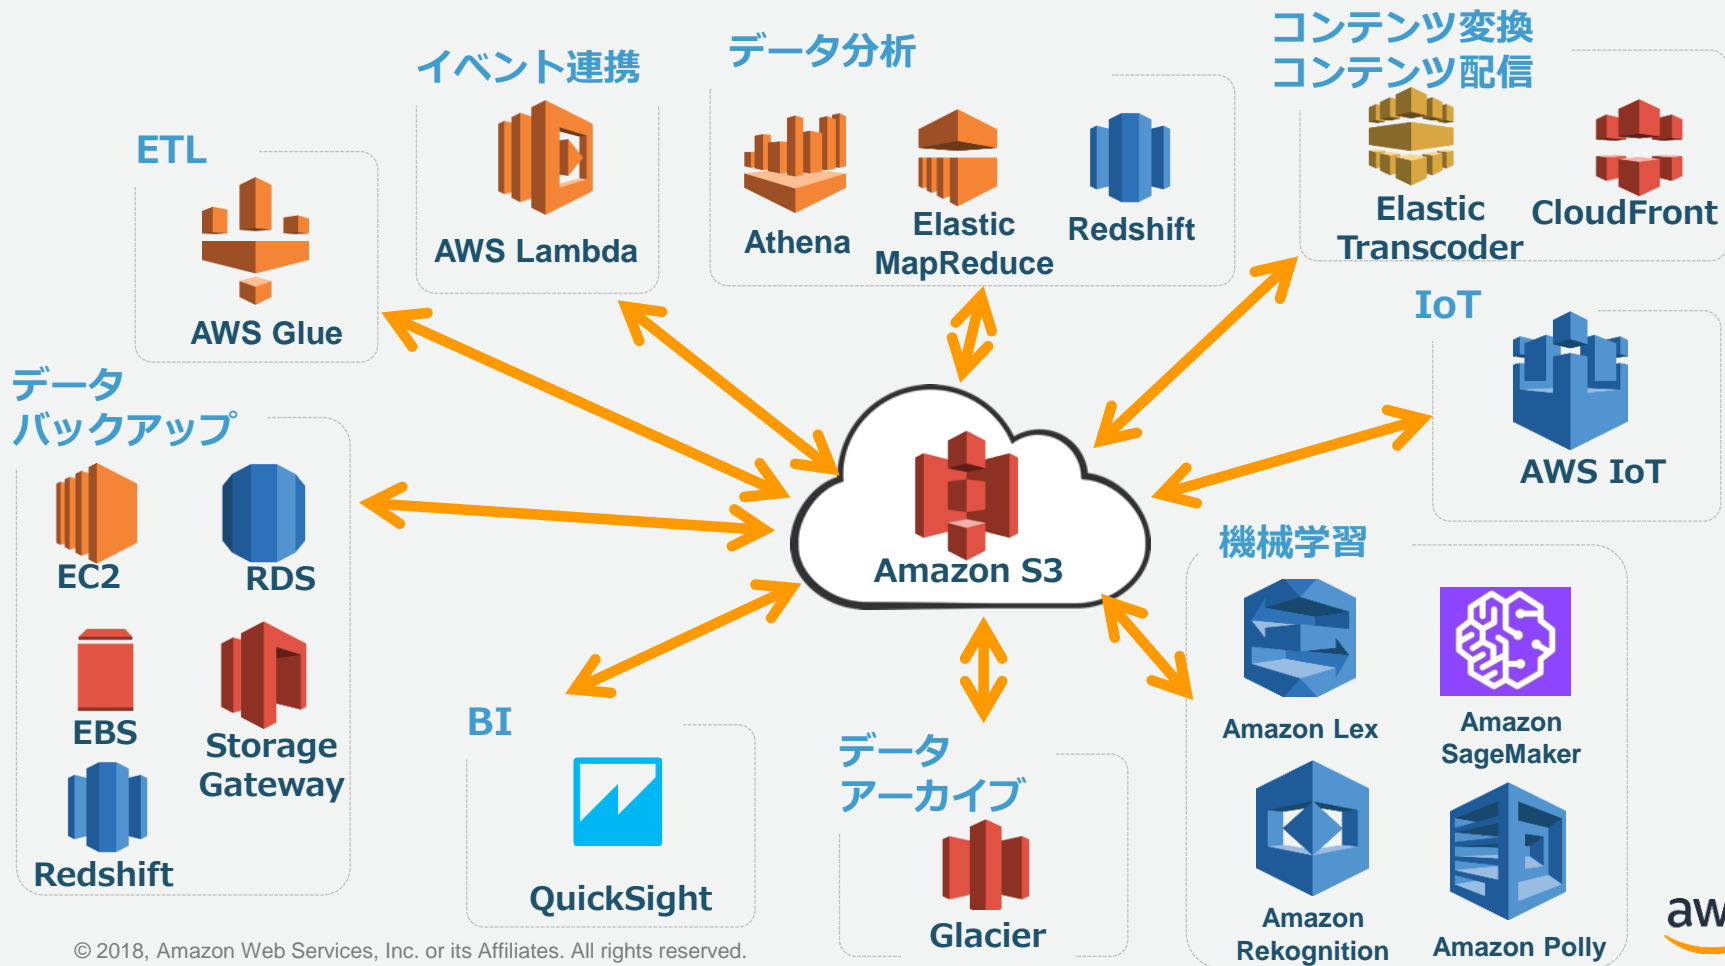 ETL
AWS Glue
イベント連携
AWS Lambda
データ分析
Athena
Elastic
MapReduce
Redshift
コンテンツ変換
コンテンツ配信
Elastic
Transcoder
CloudFront
IoT
AWS IoT
データ
バックアップ
EC2
RDS
EBS
Storage
Gateway
Redshift
Amazon S3
BI
QuickSight
データ
アーカイブ
Glacier
機械学習
Amazon Lex
Amazon
SageMaker
Amazon
Rekognition
Amazon Polly
© 2018, Amazon Web Services, Inc. or its Affiliates. All rights reserved.
aw